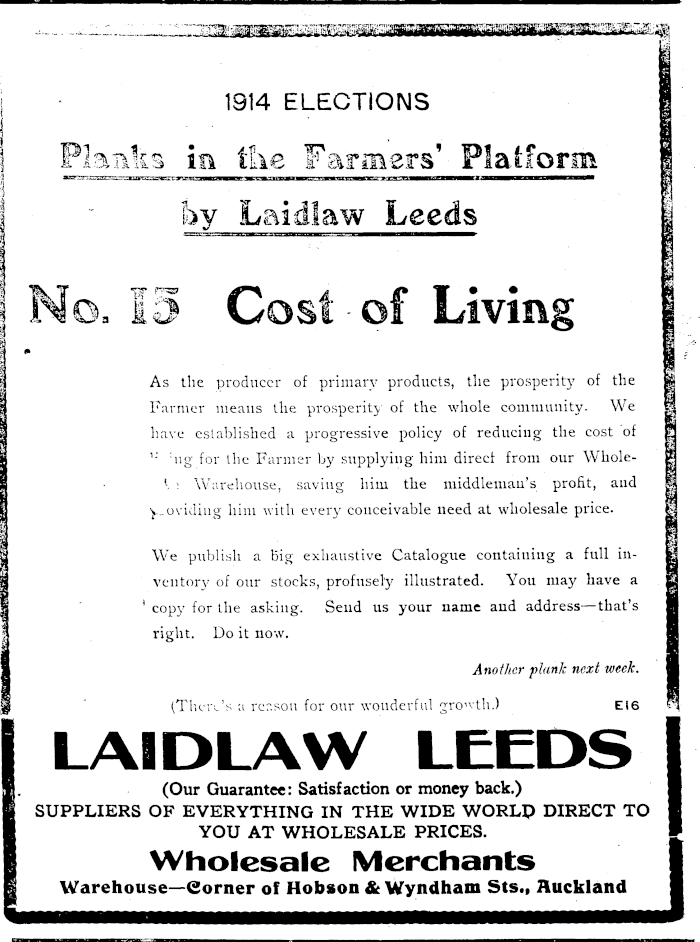 1914 ELECTIONS
Planks in the Farmers' Platform
by Laidlaw Leeds
No. 15 Cost of Living
As the producer of primary products, the prosperity of the
Farmer means the prosperity of the whole community. We
have established a progressive policy of reducing the cost of
ing for the Farmer by supplying him direct from our Whole-
Warehouse, saving him the middleman's profit, and
oviding him with every conceivable need at wholesale price.
We publish a big exhaustive Catalogue containing a full in-
ventory of our stocks, profusely illustrated. You may have a
copy for the asking. Send us your name and address—that's
right. Do it now.
Another plank next week.
(There's a reason for our wonderful growth.) E16
LAIDLAW LEEDS
(Our Guarantee: Satisfaction or money back.)
SUPPLIERS OF EVERYTHING IN THE WIDE WORLD DIRECT TO
YOU AT WHOLESALE PRICES.
Wholesale Merchants
Warehouse—Corner of Hobson & Wyndham Sts., Auckland